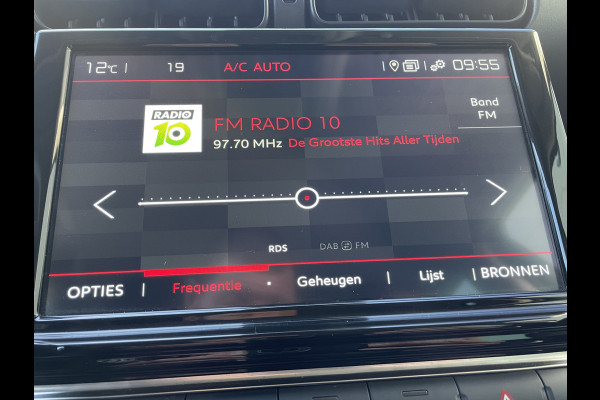 12°C | 19 A/C AUTO 09:55
Band
FM
RADIO
10
FM RADIO 10
97.70 MHz De Grootste Hits Aller Tijden
RDS DAB FM
OPTIES | Frequentie • Geheugen | Lijst | BRONNEN